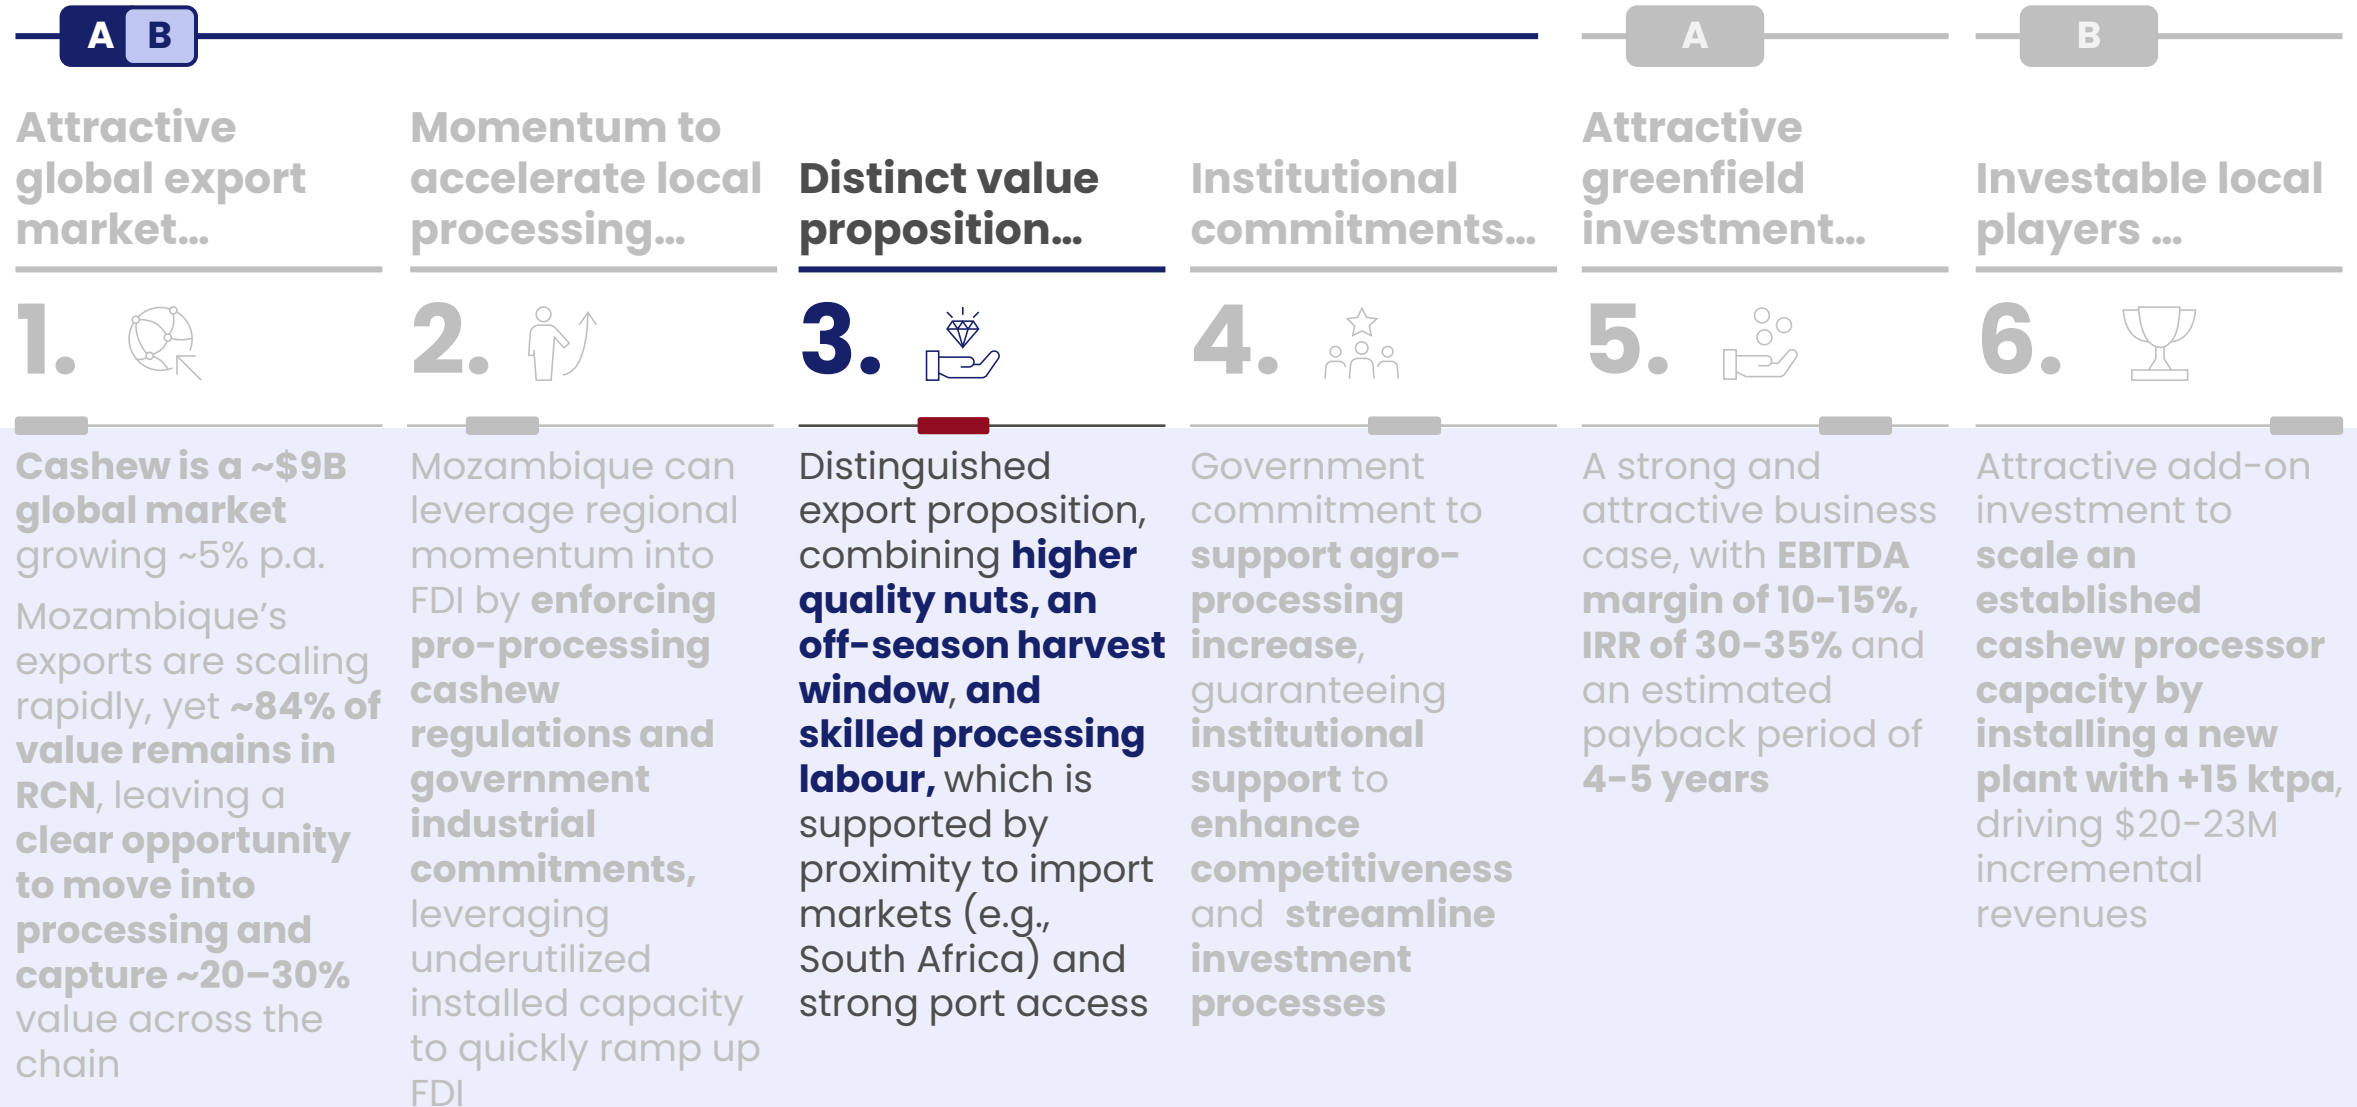 A B
A
B
Attractive
global export
market...
Momentum to
accelerate local
processing...
Distinct value
proposition...
Institutional
commitments...
Attractive
greenfield
investment...
Investable local
players ...
1.
2.
3.
4.
5.
6.
Cashew is a ~$9B
global market
growing ~5% p.a.
Mozambique’s
exports are scaling
rapidly, yet ~84% of
value remains in
RCN, leaving a
clear opportunity
to move into
processing and
capture ~20–30%
value across the
chain
Mozambique can
leverage regional
momentum into
FDI by enforcing
pro-processing
cashew
regulations and
government
industrial
commitments,
leveraging
underutilized
installed capacity
to quickly ramp up
FDI
Distinguished
export proposition,
combining higher
quality nuts, an
off-season harvest
window, and
skilled processing
labour, which is
supported by
proximity to import
markets (e.g.,
South Africa) and
strong port access
Government
commitment to
support agro-
processing
increase,
guaranteeing
institutional
support to
enhance
competitiveness
and streamline
investment
processes
A strong and
attractive business
case, with EBITDA
margin of 10-15%,
IRR of 30-35% and
an estimated
payback period of
4-5 years
Attractive add-on
investment to
scale an
established
cashew processor
capacity by
installing a new
plant with +15 ktpa,
driving $20-23M
incremental
revenues